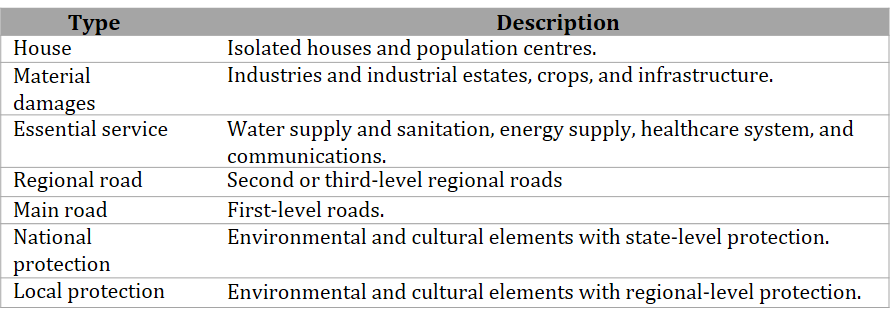 Type Description
House Isolated houses and population centres.
Material Industries and industrial estates, crops, and infrastructure.
damages
Essential service Water supply and sanitation, energy supply, healthcare system, and
communications.
Regional road Second or third-level regional roads
Main road First-level roads.
National Environmental and cultural elements with state-level protection.
protection
Local protection Environmental and cultural elements with regional-level protection.